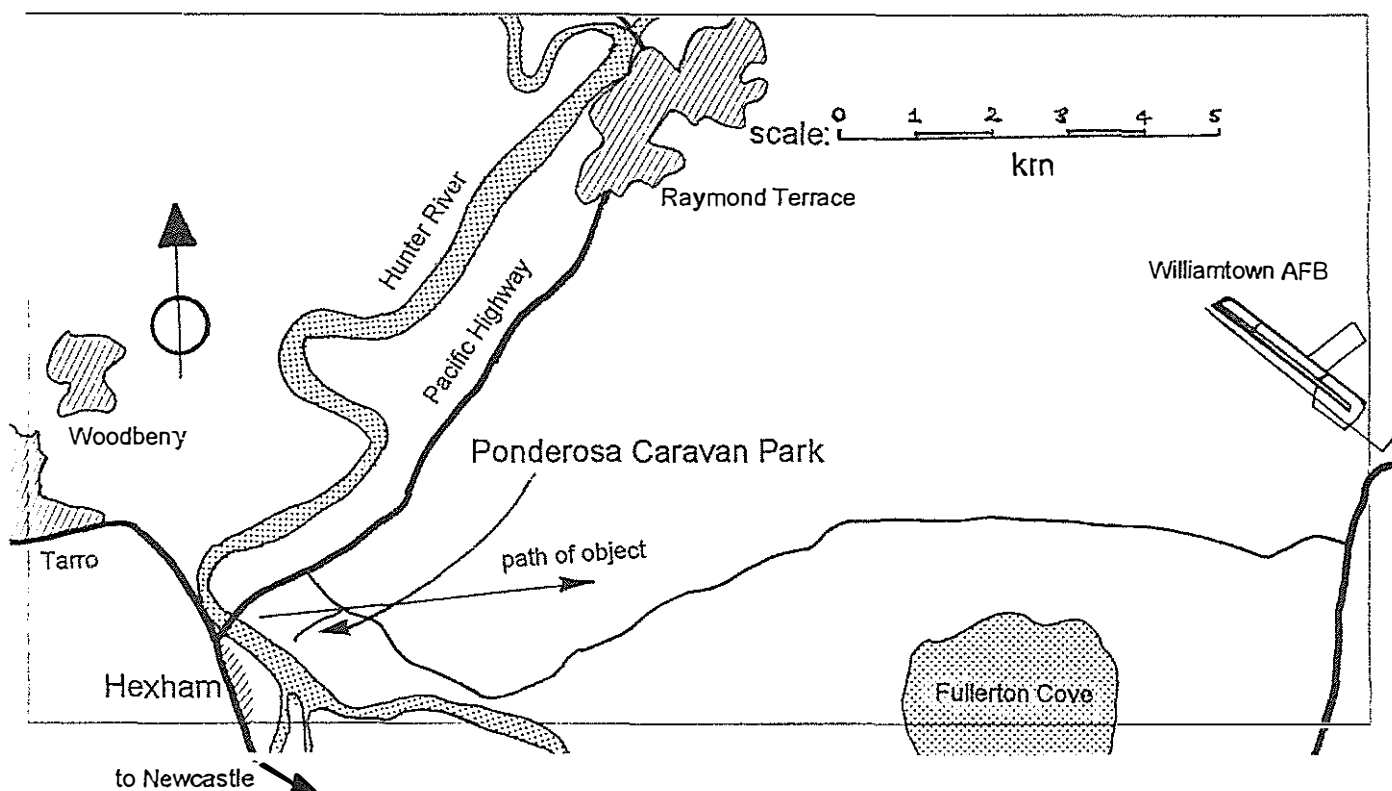 scale:
0 1 2 3 4 5
km
Raymond Terrace
Hunter River
Pacific Highway
Williamtown AFB
Woodberry
Ponderosa Caravan Park
path of object
Tarro
Hexham
Fullerton Cove
to Newcastle